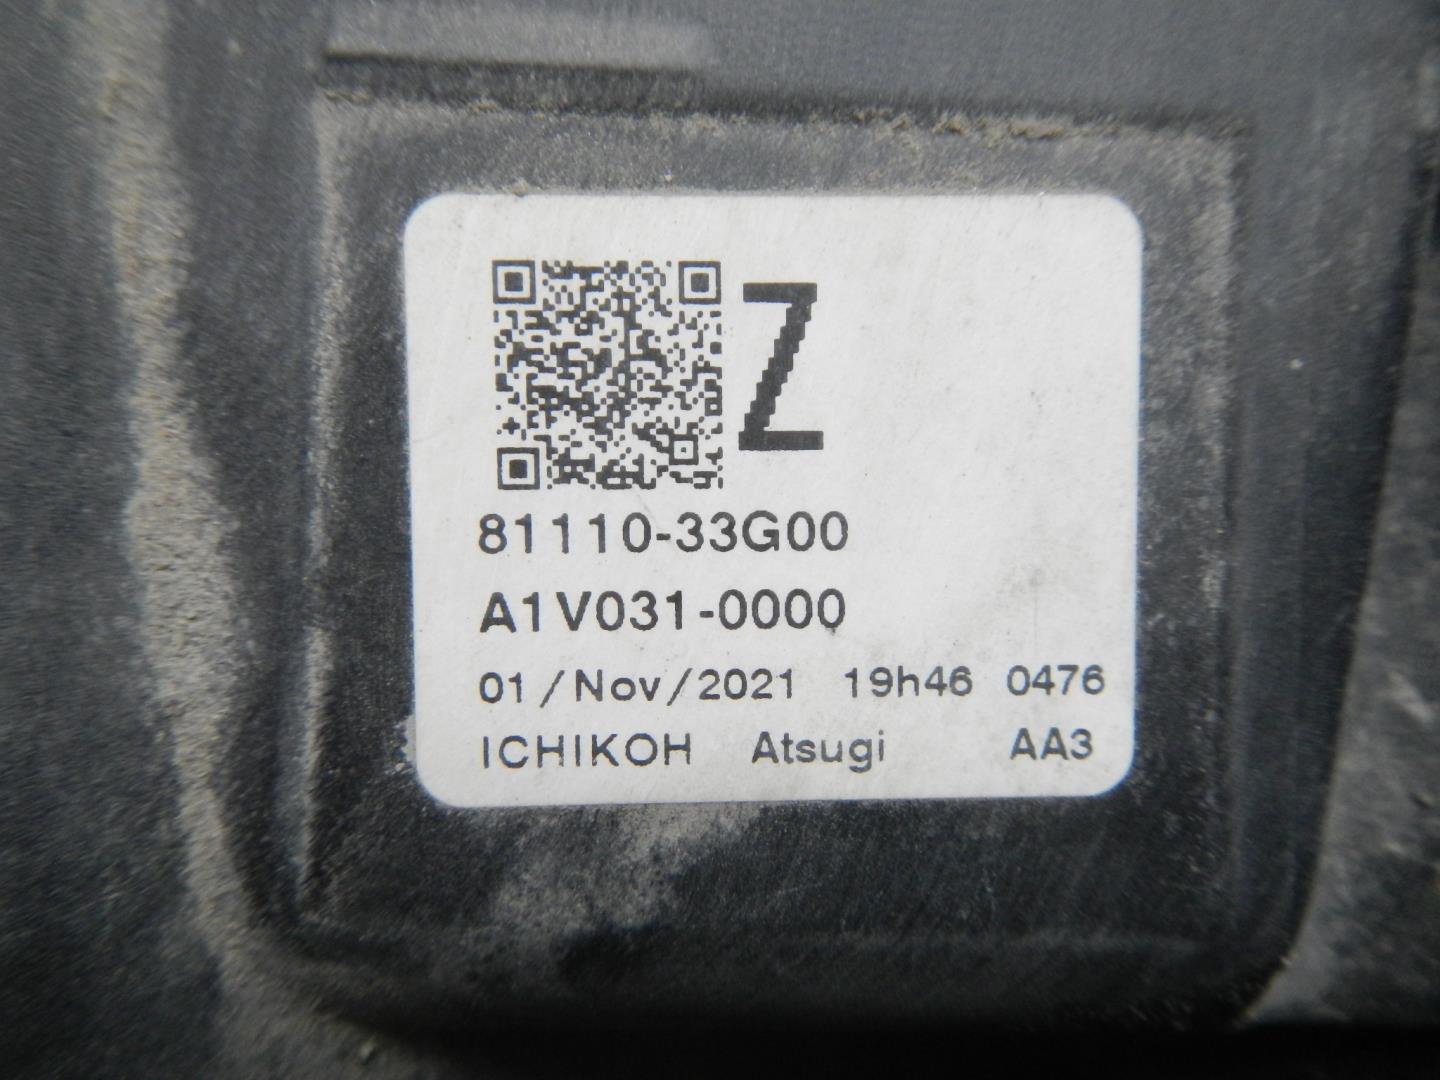 Z
81110-33G00
A1V031-0000
01/Nov/2021 19h46 0476
ICHIKOH Atsugi AA3